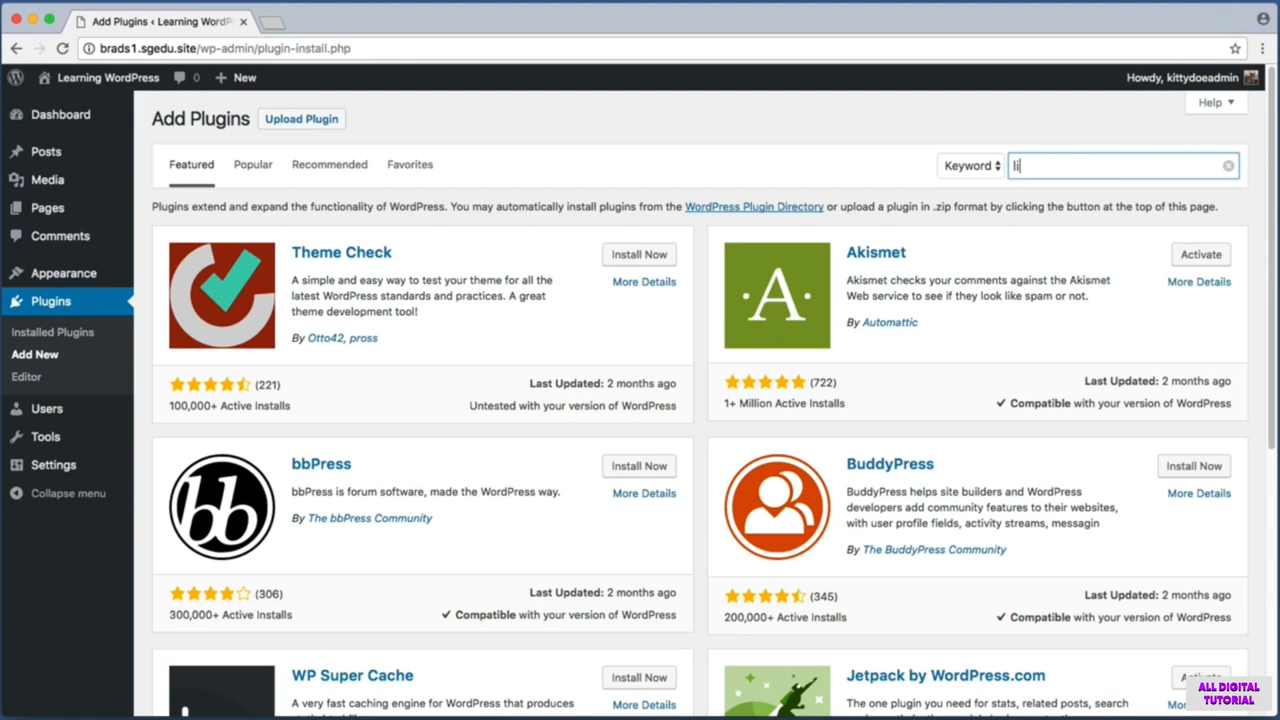 Add Plugins ‹ Learning WordPr
brads1.sgedu.site/wp-admin/plugin-install.php
Learning WordPress 0 New Howdy, kittydoeadmin
Dashboard
Posts
Media
Pages
Comments
Appearance
Plugins
Installed Plugins
Add New
Editor
Users
Tools
Settings
Collapse menu
Add Plugins Upload Plugin Help
Featured Popular Recommended Favorites Keyword li
Plugins extend and expand the functionality of WordPress. You may automatically install plugins from the WordPress Plugin Directory or upload a plugin in .zip format by clicking the button at the top of this page.
Theme Check Install Now
More Details
A simple and easy way to test your theme for all the
latest WordPress standards and practices. A great
theme development tool!
By Otto42, pross
(221) Last Updated: 2 months ago
100,000+ Active Installs Untested with your version of WordPress
A
Akismet Activate
More Details
Akismet checks your comments against the Akismet
Web service to see if they look like spam or not.
By Automattic
(722) Last Updated: 2 months ago
1+ Million Active Installs Compatible with your version of WordPress
bb
bbPress Install Now
bbPress is forum software, made the WordPress way. More Details
By The bbPress Community
(306) Last Updated: 2 months ago
300,000+ Active Installs Compatible with your version of WordPress
BuddyPress Install Now
More Details
BuddyPress helps site builders and WordPress
developers add community features to their websites,
with user profile fields, activity streams, messagin
By The BuddyPress Community
(345) Last Updated: 2 months ago
200,000+ Active Installs Compatible with your version of WordPress
WP Super Cache Install Now
A very fast caching engine for WordPress that produces More Details
Jetpack by WordPress.com
The one plugin you need for stats, related posts, search
ALL DIGITAL
TUTORIAL